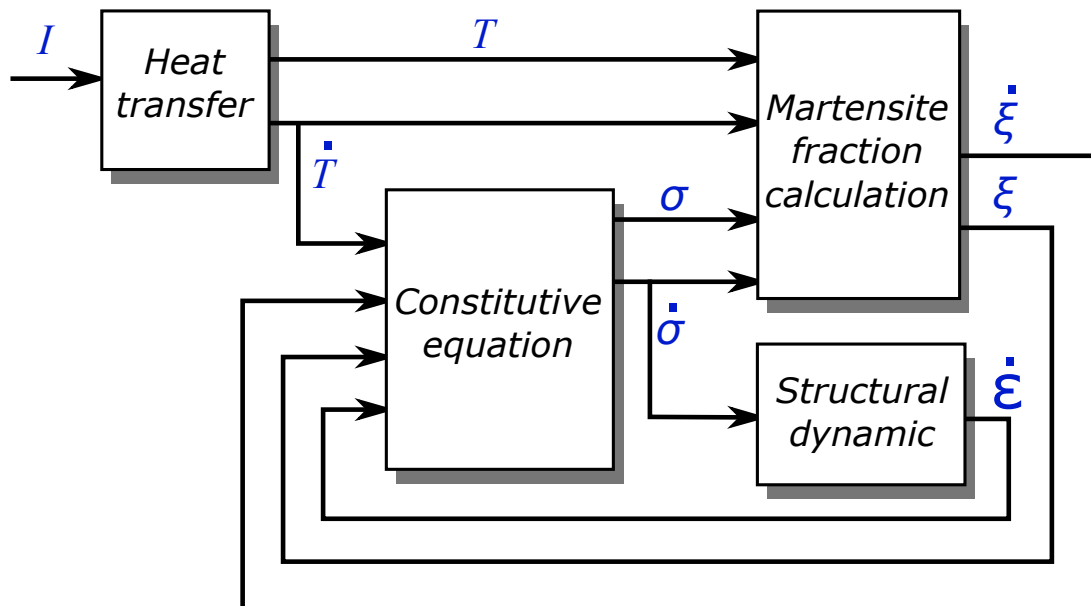 I
Heat
transfer
T
Ṫ
Martensite
fraction
calculation
ξ̇
ξ
σ
Constitutive
equation
σ̇
Structural
dynamic
ε̇